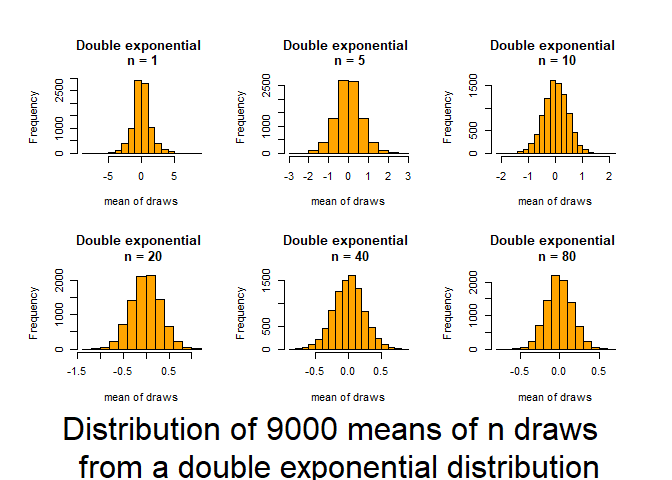 Double exponential
n = 1
Frequency
0 1000 2500
-5 0 5
mean of draws
Double exponential
n = 5
Frequency
0 1000 2500
-3 -2 -1 0 1 2 3
mean of draws
Double exponential
n = 10
Frequency
0 500 1500
-2 -1 0 1 2
mean of draws
Double exponential
n = 20
Frequency
0 1000 2000
-1.5 -0.5 0.5
mean of draws
Double exponential
n = 40
Frequency
0 500 1500
-0.5 0.0 0.5
mean of draws
Double exponential
n = 80
Frequency
0 1000 2000
-0.5 0.0 0.5
mean of draws
Distribution of 9000 means of n draws
from a double exponential distribution